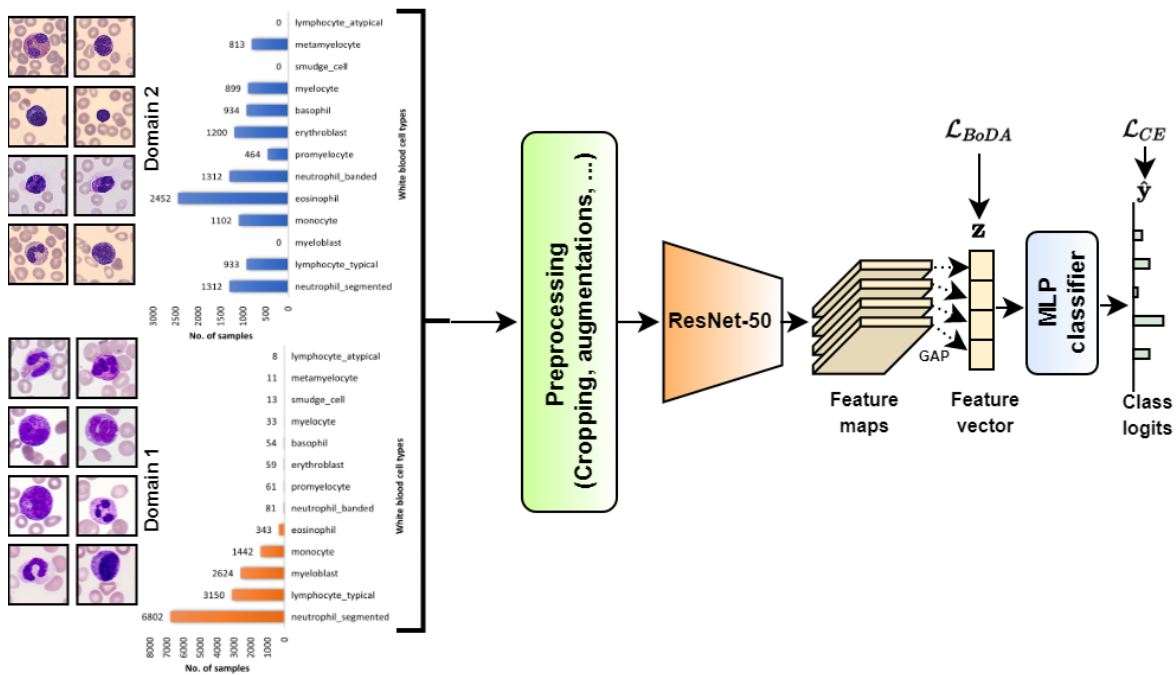 Domain 2
0 lymphocyte_atypical
813 metamyelocyte
0 smudge_cell
899 myelocyte
934 basophil
1200 erythroblast
464 promyelocyte
1312 neutrophil_banded
2452 eosinophil
1102 monocyte
0 myeloblast
933 lymphocyte_typical
1312 neutrophil_segmented
White blood cell types
3000 2500 2000 1500 1000 500 0
No. of samples
Domain 1
8 lymphocyte_atypical
11 metamyelocyte
13 smudge_cell
33 myelocyte
54 basophil
59 erythroblast
61 promyelocyte
81 neutrophil_banded
343 eosinophil
1442 monocyte
2624 myeloblast
3150 lymphocyte_typical
6802 neutrophil_segmented
White blood cell types
8000 7000 6000 5000 4000 3000 2000 1000 0
No. of samples
Preprocessing
(Cropping, augmentations, ...)
ResNet-50
GAP
Feature
maps
ℒ_BoDA
z
Feature
vector
MLP
classifier
ℒ_CE
ŷ
Class
logits